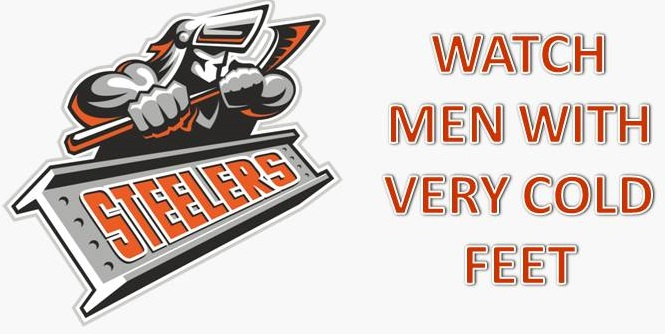 STEELERS
WATCH
MEN WITH
VERY COLD
FEET